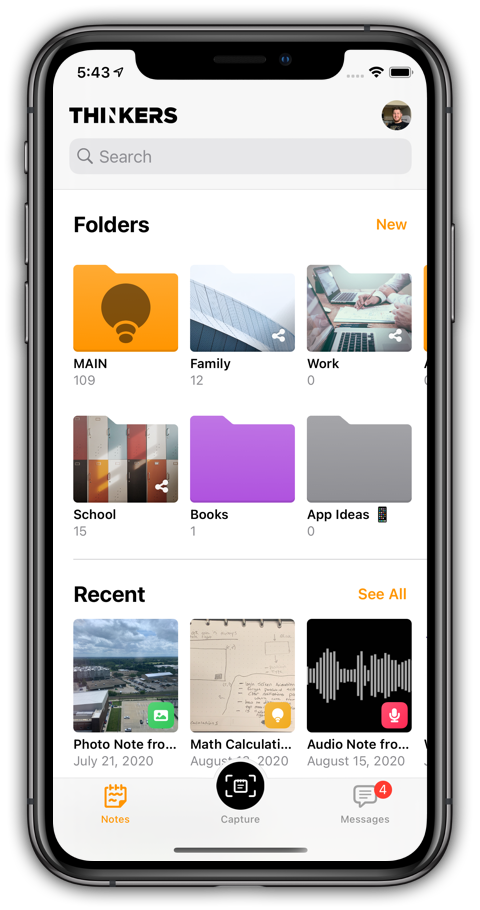 5:43
THINKERS
Search
Folders
New
MAIN
109
Family
12
Work
0
School
15
Books
1
App Ideas 📱
0
Recent
See All
Photo Note fro...
July 21, 2020
Math Calculati...
August 12, 2020
Audio Note fro...
August 15, 2020
Notes
Capture
4
Messages